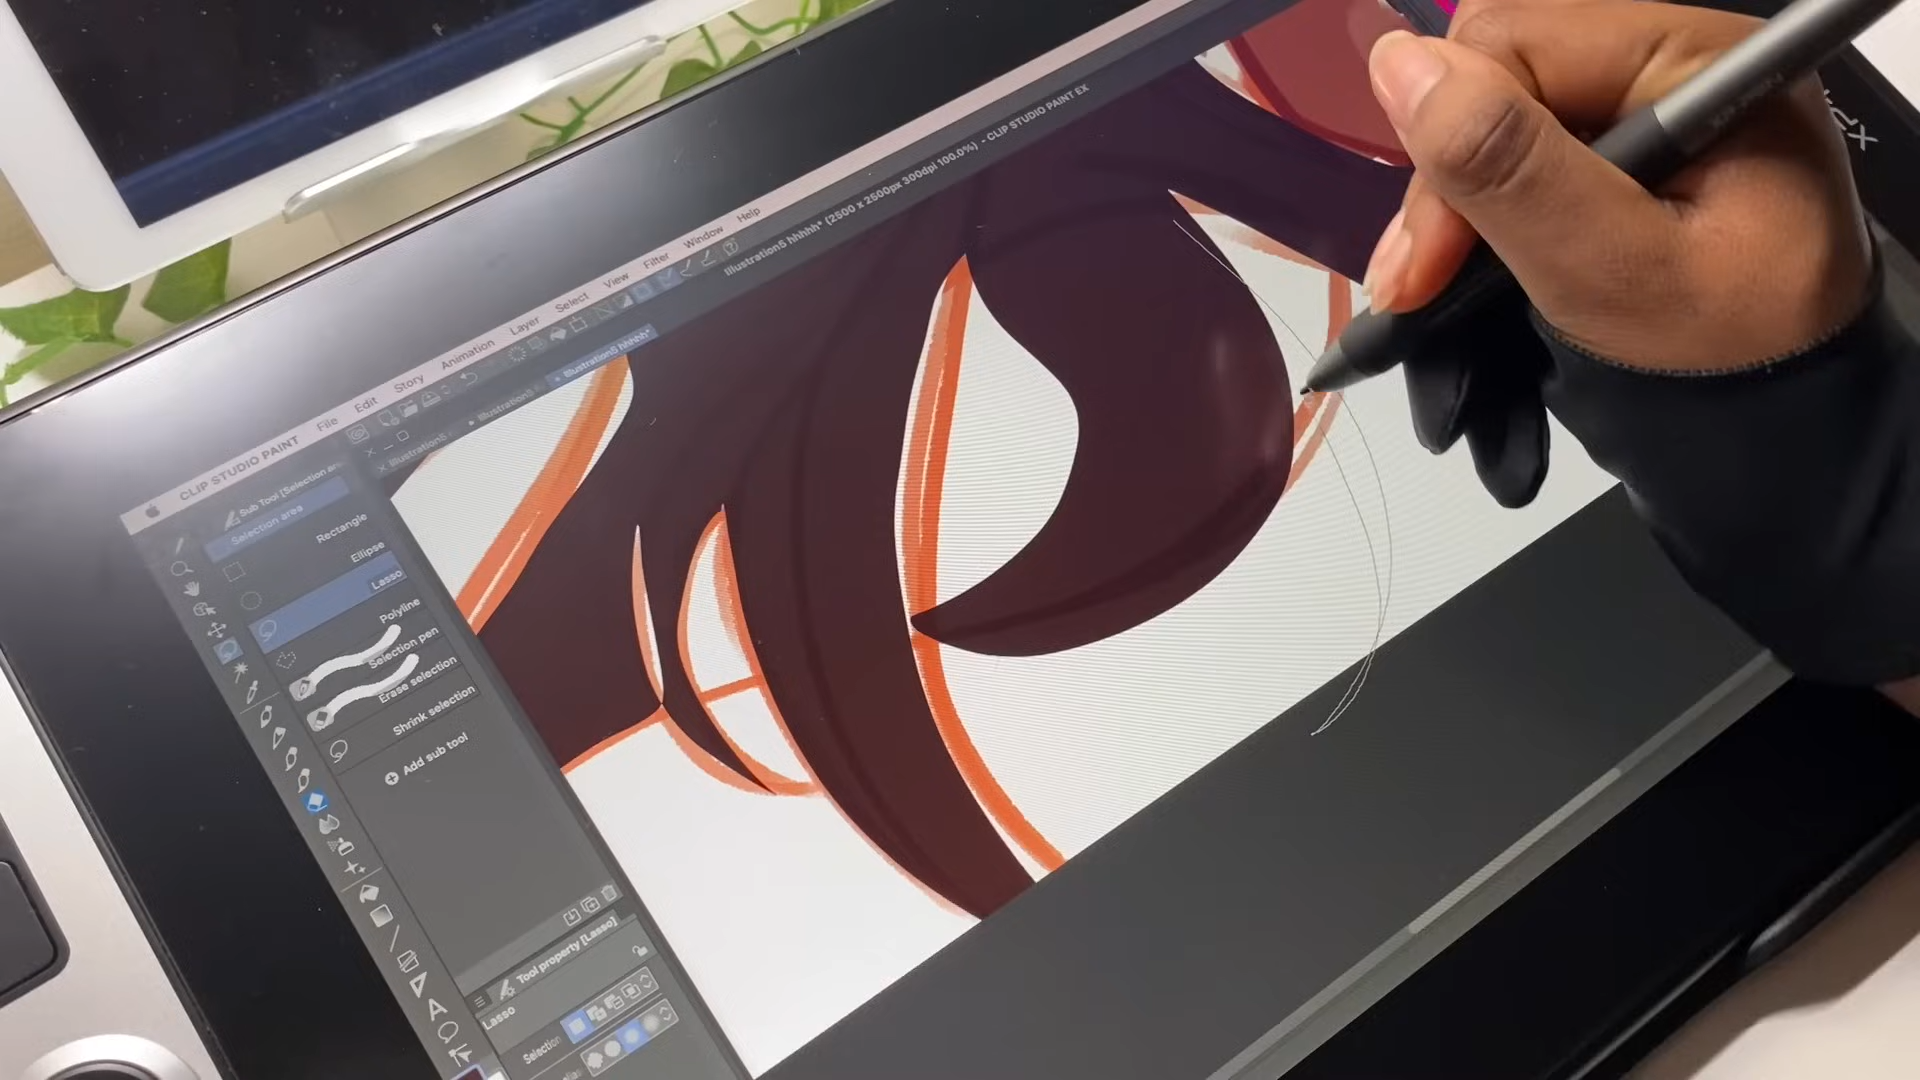 CLIP STUDIO PAINT File Edit Story Animation Layer Select View Filter Window Help
Illustration5 hhhhh* (2500 x 2500px 300dpi 100.0%) - CLIP STUDIO PAINT EX
Illustration5 hhhhh*
Sub Tool [Selection
Selection area
Rectangle
Ellipse
Lasso
Polyline
Selection pen
Erase selection
Shrink selection
Add sub tool
Tool property [Lasso]
Lasso
Selection